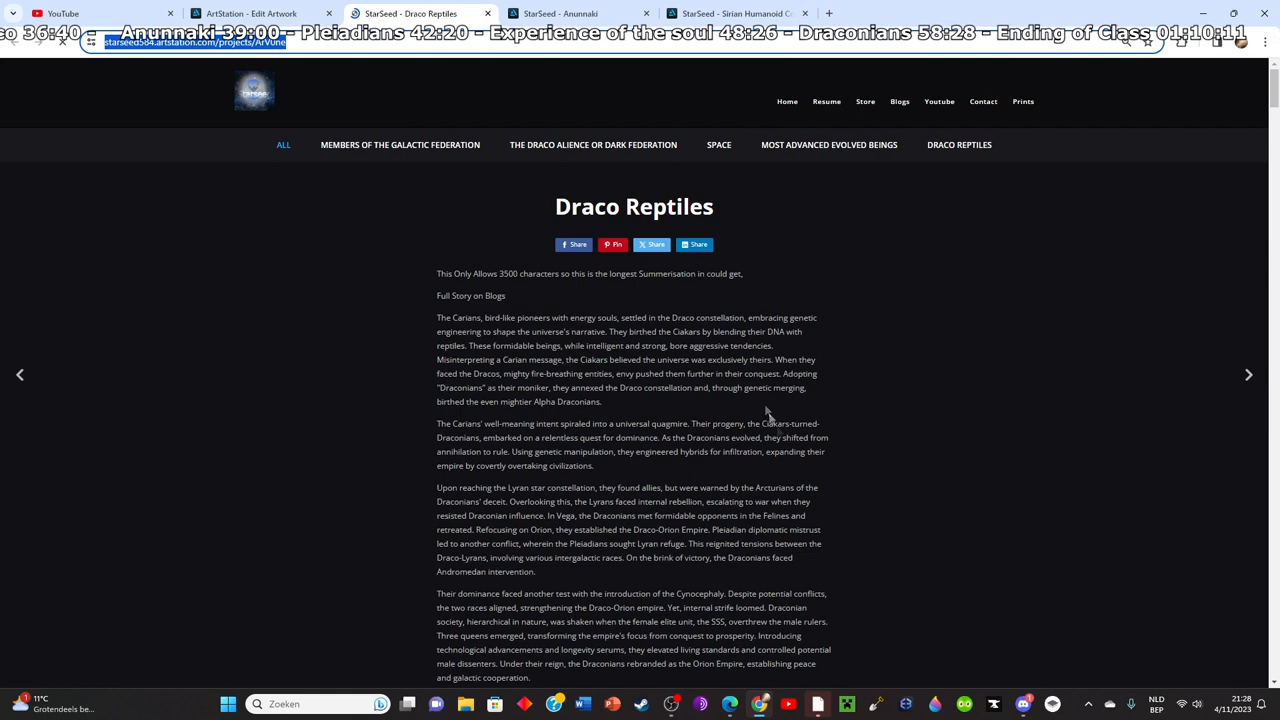 YouTube
ArtStation - Edit Artwork
StarSeed - Draco Reptiles
StarSeed - Anunnaki
StarSeed - Sirian Humanoid Co
co 36:40 - Anunnaki 39:00 - Pleiadians 42:20 - Experience of the soul 48:26 - Draconians 58:28 - Ending of Class 01:10:11
starseed584.artstation.com/projects/ArV0ne
Home Resume Store Blogs Youtube Contact Prints
ALL MEMBERS OF THE GALACTIC FEDERATION THE DRACO ALIENCE OR DARK FEDERATION SPACE MOST ADVANCED EVOLVED BEINGS DRACO REPTILES
Draco Reptiles
Share Pin Share Share
This Only Allows 3500 characters so this is the longest Summerisation in could get,
Full Story on Blogs
The Carians, bird-like pioneers with energy souls, settled in the Draco constellation, embracing genetic
engineering to shape the universe's narrative. They birthed the Ciakars by blending their DNA with
reptiles. These formidable beings, while intelligent and strong, bore aggressive tendencies.
Misinterpreting a Carian message, the Ciakars believed the universe was exclusively theirs. When they
faced the Dracos, mighty fire-breathing entities, envy pushed them further in their conquest. Adopting
"Draconians" as their moniker, they annexed the Draco constellation and, through genetic merging,
birthed the even mightier Alpha Draconians.
The Carians' well-meaning intent spiraled into a universal quagmire. Their progeny, the Ciakars-turned-
Draconians, embarked on a relentless quest for dominance. As the Draconians evolved, they shifted from
annihilation to rule. Using genetic manipulation, they engineered hybrids for infiltration, expanding their
empire by covertly overtaking civilizations.
Upon reaching the Lyran star constellation, they found allies, but were warned by the Arcturians of the
Draconians' deceit. Overlooking this, the Lyrans faced internal rebellion, escalating to war when they
resisted Draconian influence. In Vega, the Draconians met formidable opponents in the Felines and
retreated. Refocusing on Orion, they established the Draco-Orion Empire. Pleiadian diplomatic mistrust
led to another conflict, wherein the Pleiadians sought Lyran refuge. This reignited tensions between the
Draco-Lyrans, involving various intergalactic races. On the brink of victory, the Draconians faced
Andromedan intervention.
Their dominance faced another test with the introduction of the Cynocephaly. Despite potential conflicts,
the two races aligned, strengthening the Draco-Orion empire. Yet, internal strife loomed. Draconian
society, hierarchical in nature, was shaken when the female elite unit, the SSS, overthrew the male rulers.
Three queens emerged, transforming the empire's focus from conquest to prosperity. Introducing
technological advancements and longevity serums, they elevated living standards and controlled potential
male dissenters. Under their reign, the Draconians rebranded as the Orion Empire, establishing peace
and galactic cooperation.
11°C
Grotendeels be...
Zoeken
NLD
BEP
21:28
4/11/2023